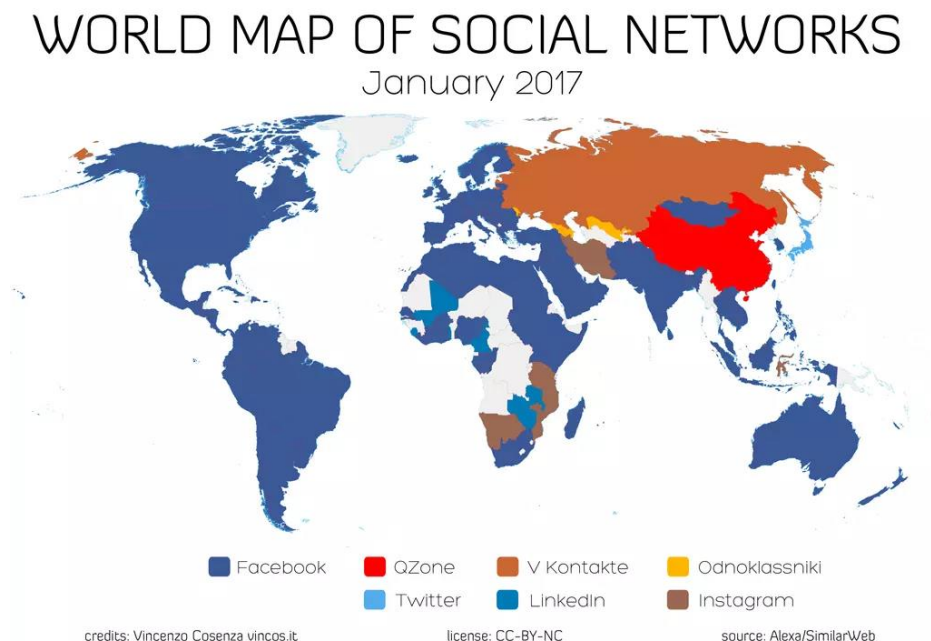 WORLD MAP OF SOCIAL NETWORKS
January 2017
Facebook QZone V Kontakte Odnoklassniki
Twitter LinkedIn Instagram
credits: Vincenzo Cosenza vincos.it license: CC-BY-NC source: Alexa/SimilarWeb